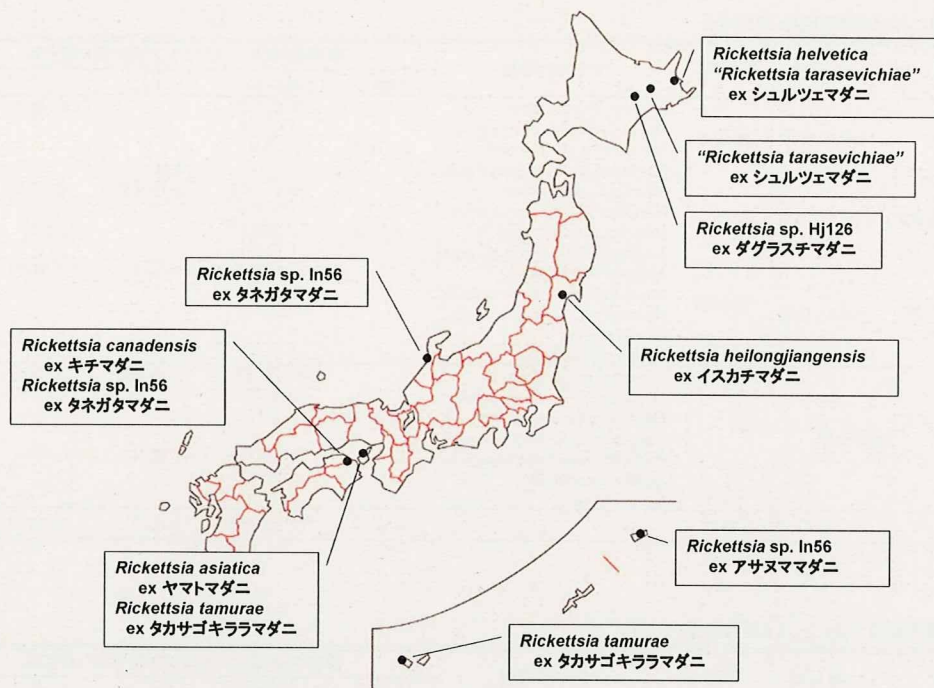 Rickettsia helvetica
“Rickettsia tarasevichiae”
ex シュルツェマダニ
“Rickettsia tarasevichiae”
ex シュルツェマダニ
Rickettsia sp. Hj126
ex ダグラスチマダニ
Rickettsia sp. In56
ex タネガタマダニ
Rickettsia canadensis
ex キチマダニ
Rickettsia sp. In56
ex タネガタマダニ
Rickettsia heilongjiangensis
ex イスカチマダニ
Rickettsia asiatica
ex ヤマトマダニ
Rickettsia tamurae
ex タカサゴキララマダニ
Rickettsia sp. In56
ex アサヌママダニ
Rickettsia tamurae
ex タカサゴキララマダニ